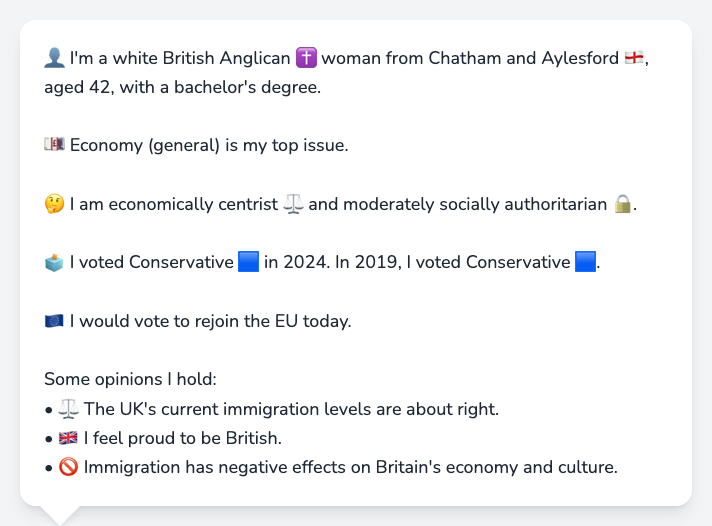 👤 I'm a white British Anglican ✝️ woman from Chatham and Aylesford 🏴󠁧󠁢󠁥󠁮󠁧󠁿,
aged 42, with a bachelor's degree.
💷 Economy (general) is my top issue.
🤔 I am economically centrist ⚖️ and moderately socially authoritarian 🔒.
🗳️ I voted Conservative 🟦 in 2024. In 2019, I voted Conservative 🟦.
🇪🇺 I would vote to rejoin the EU today.
Some opinions I hold:
• ⚖️ The UK's current immigration levels are about right.
• 🇬🇧 I feel proud to be British.
• 🚫 Immigration has negative effects on Britain's economy and culture.